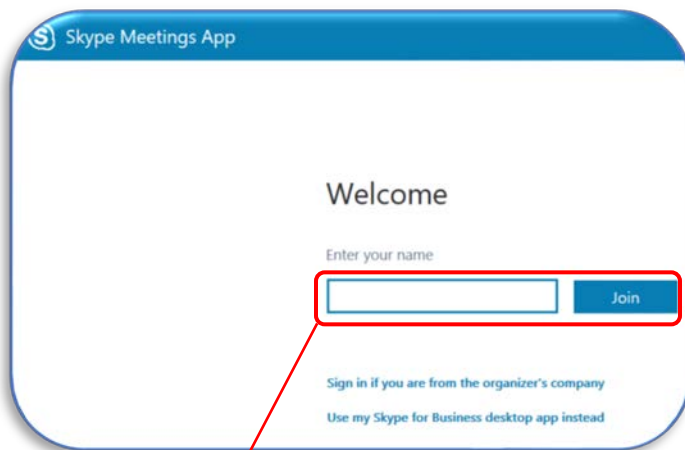 Skype Meetings App
Welcome
Enter your name
Join
Sign in if you are from the organizer's company
Use my Skype for Business desktop app instead